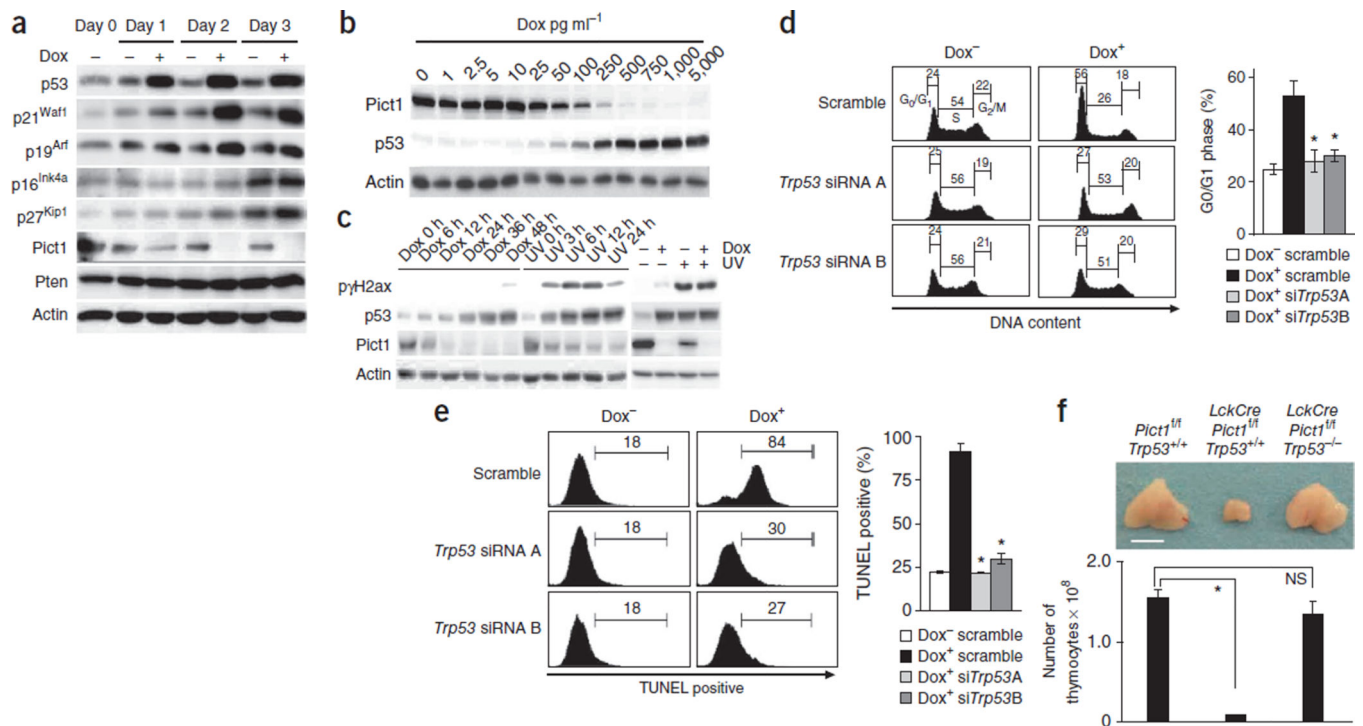 a
Day 0 Day 1 Day 2 Day 3
Dox – – + – + – +
p53
p21Waf1
p19Arf
p16Ink4a
p27Kip1
Pict1
Pten
Actin
b
Dox pg ml–1
0 1 2.5 5 10 25 50 100 250 500 750 1,000 5,000
Pict1
p53
Actin
c
Dox 0 h Dox 6 h Dox 12 h Dox 24 h Dox 36 h Dox 48 h UV 0 h UV 3 h UV 6 h UV 12 h UV 24 h
– + – + Dox
– – + + UV
pγH2ax
p53
Pict1
Actin
d
Dox– Dox+
Scramble
24 54 22
G0/G1 S G2/M
56 26 18
Trp53 siRNA A
25 56 19
27 53 20
Trp53 siRNA B
24 56 21
29 51 20
DNA content
G0/G1 phase (%)
60
40
20
0
* *
Dox– scramble
Dox+ scramble
Dox+ siTrp53A
Dox+ siTrp53B
e
Dox– Dox+
Scramble
18 84
Trp53 siRNA A
18 30
Trp53 siRNA B
18 27
TUNEL positive
TUNEL positive (%)
100
75
50
25
0
* *
Dox– scramble
Dox+ scramble
Dox+ siTrp53A
Dox+ siTrp53B
f
Pict1f/f
Trp53+/+
LckCre
Pict1f/f
Trp53+/+
LckCre
Pict1f/f
Trp53–/–
Number of
thymocytes × 108
2.0
1.0
0
*
NS